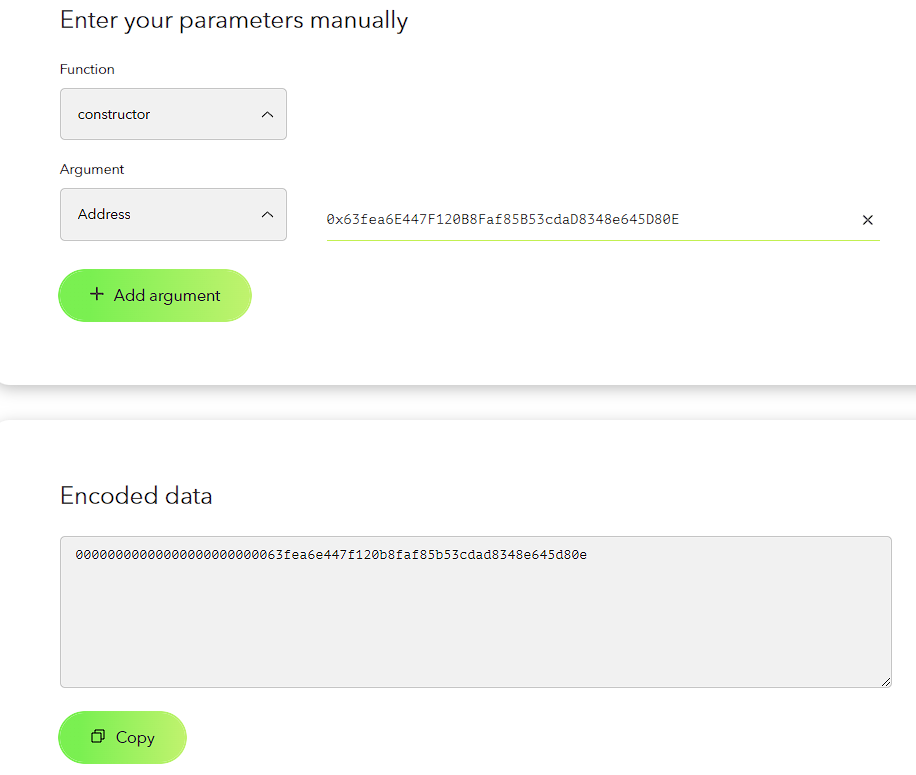 Enter your parameters manually
Function
constructor
Argument
Address
0x63fea6E447F120B8Faf85B53cdaD8348e645D80E
Add argument
Encoded data
00000000000000000000000063fea6e447f120b8faf85b53cdad8348e645d80e
Copy